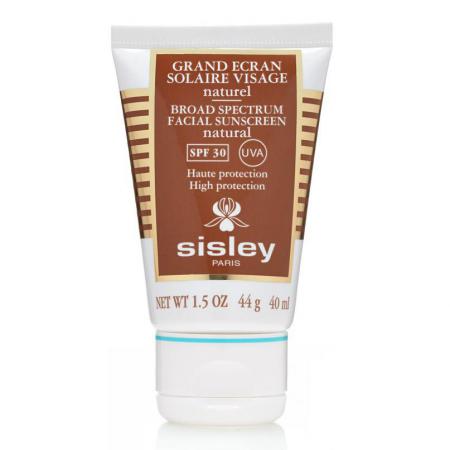 GRAND ECRAN
SOLAIRE VISAGE
naturel
BROAD SPECTRUM
FACIAL SUNSCREEN
natural
SPF 30 UVA
Haute protection
High protection
sisley
PARIS
NET WT 1.5 OZ 44 g 40 ml